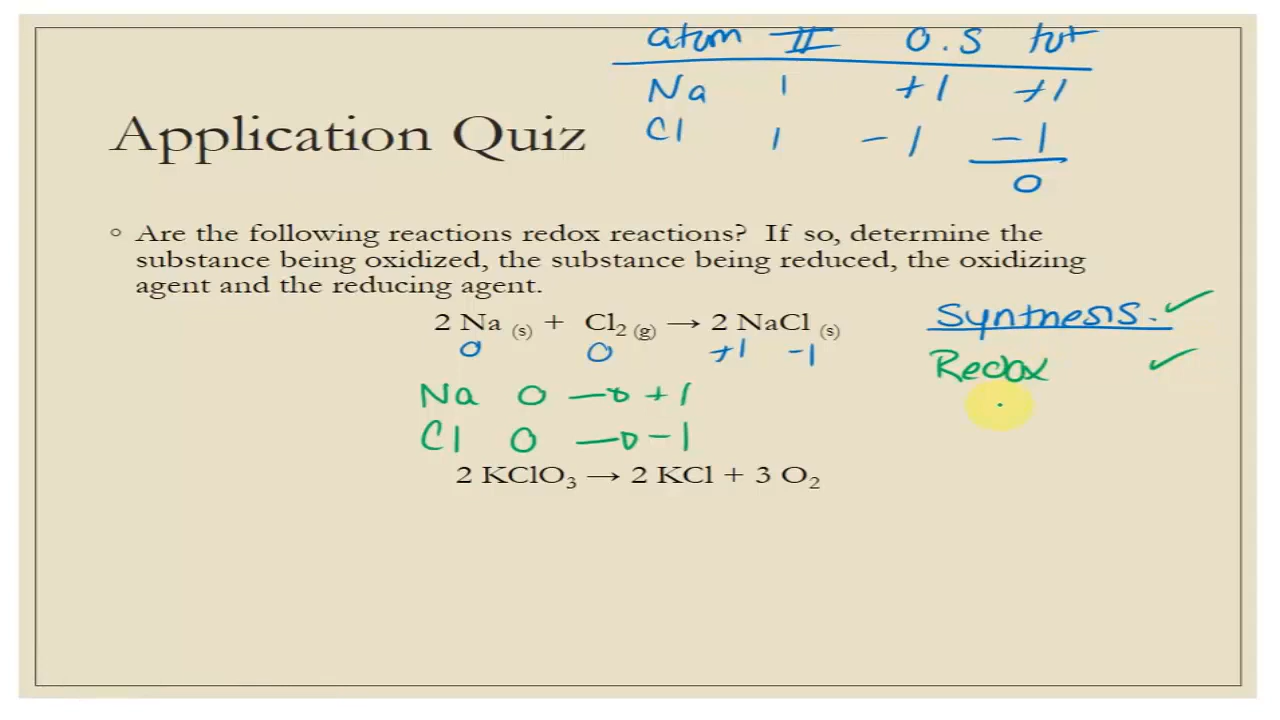 atom # O.S tot
Na 1 +1 +1
Cl 1 -1 -1
0
Application Quiz
◦ Are the following reactions redox reactions? If so, determine the
substance being oxidized, the substance being reduced, the oxidizing
agent and the reducing agent.
2 Na (s) + Cl₂ (g) → 2 NaCl (s)
0 0 +1 -1
Synthesis. ✓
Redox ✓
Na 0 → +1
Cl 0 → -1
2 KClO₃ → 2 KCl + 3 O₂